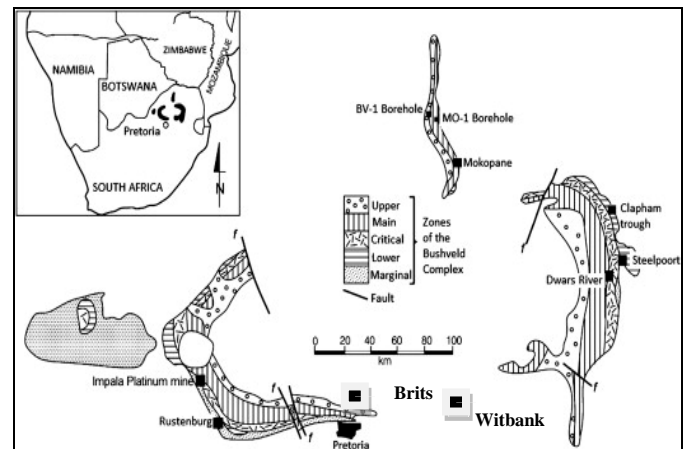 ZIMBABWE
NAMIBIA
BOTSWANA
MOZAMBIQUE
Pretoria
SOUTH AFRICA
N
BV-1 Borehole
MO-1 Borehole
Mokopane
Upper
Main
Critical
Lower
Marginal
Fault
Zones
of the
Bushveld
Complex
f
Clapham
trough
Steelpoort
Dwars River
f
f
0 20 40 60 80 100
km
Impala Platinum mine
Rustenburg
f
f
Brits
Witbank
Pretoria
f